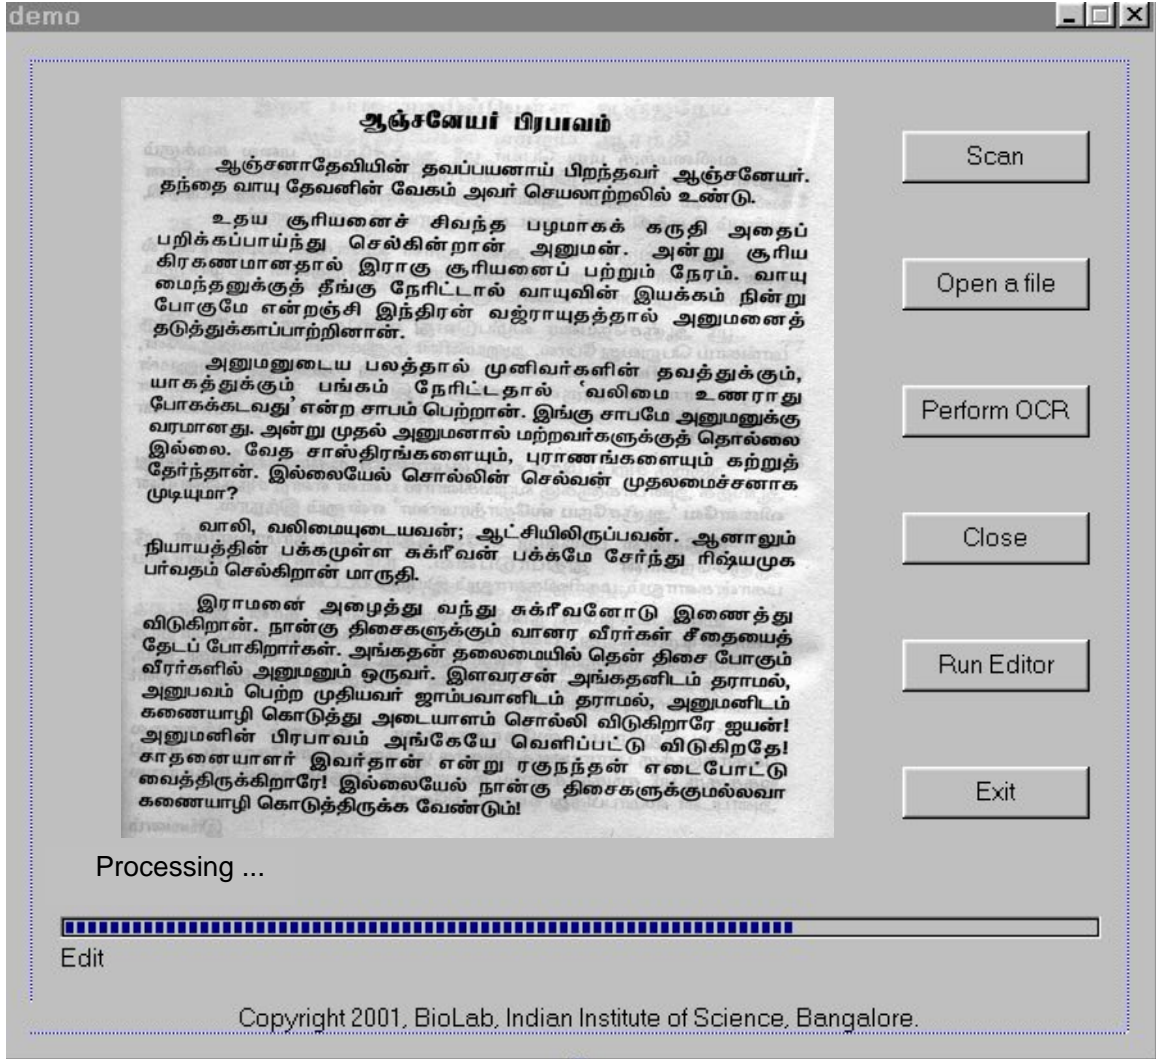 demo
ஆஞ்சனேயர் பிரபாவம்
ஆஞ்சனாதேவியின் தவப்பயனாய் பிறந்தவர் ஆஞ்சனேயர்.
தந்தை வாயு தேவனின் வேகம் அவர் செயலாற்றலில் உண்டு.
உதய சூரியனைச் சிவந்த பழமாகக் கருதி அதைப்
பறிக்கப்பாய்ந்து செல்கின்றான் அனுமன். அன்று சூரிய
கிரகணமானதால் இராகு சூரியனைப் பற்றும் நேரம். வாயு
மைந்தனுக்குத் தீங்கு நேரிட்டால் வாயுவின் இயக்கம் நின்று
போகுமே என்றஞ்சி இந்திரன் வஜ்ராயுதத்தால் அனுமனைத்
தடுத்துக்காப்பாற்றினான்.
அனுமனுடைய பலத்தால் முனிவர்களின் தவத்துக்கும்,
யாகத்துக்கும் பங்கம் நேரிட்டதால் ‘வலிமை உணராது
போகக்கடவது’ என்ற சாபம் பெற்றான். இங்கு சாபமே அனுமனுக்கு
வரமானது. அன்று முதல் அனுமனால் மற்றவர்களுக்குத் தொல்லை
இல்லை. வேத சாஸ்திரங்களையும், புராணங்களையும் கற்றுத்
தேர்ந்தான். இல்லையேல் சொல்லின் செல்வன் முதலமைச்சனாக
முடியுமா?
வாலி, வலிமையுடையவன்; ஆட்சியிலிருப்பவன். ஆனாலும்
நியாயத்தின் பக்கமுள்ள சுக்ரீவன் பக்கமே சேர்ந்து ரிஷ்யமுக
பர்வதம் செல்கிறான் மாருதி.
இராமனை அழைத்து வந்து சுக்ரீவனோடு இணைத்து
விடுகிறான். நான்கு திசைகளுக்கும் வானர வீரர்கள் சீதையைத்
தேடப் போகிறார்கள். அங்கதன் தலைமையில் தென் திசை போகும்
வீரர்களில் அனுமனும் ஒருவர். இளவரசன் அங்கதனிடம் தராமல்,
அனுபவம் பெற்ற முதியவர் ஜாம்பவானிடம் தராமல், அனுமனிடம்
கணையாழி கொடுத்து அடையாளம் சொல்லி விடுகிறாரே ஐயன்!
அனுமனின் பிரபாவம் அங்கேயே வெளிப்பட்டு விடுகிறதே!
சாதனையாளர் இவர்தான் என்று ரகுநந்தன் எடைபோட்டு
வைத்திருக்கிறாரே! இல்லையேல் நான்கு திசைகளுக்குமல்லவா
கணையாழி கொடுத்திருக்க வேண்டும்!
Scan
Open a file
Perform OCR
Close
Run Editor
Exit
Processing ...
Edit
Copyright 2001, BioLab, Indian Institute of Science, Bangalore.